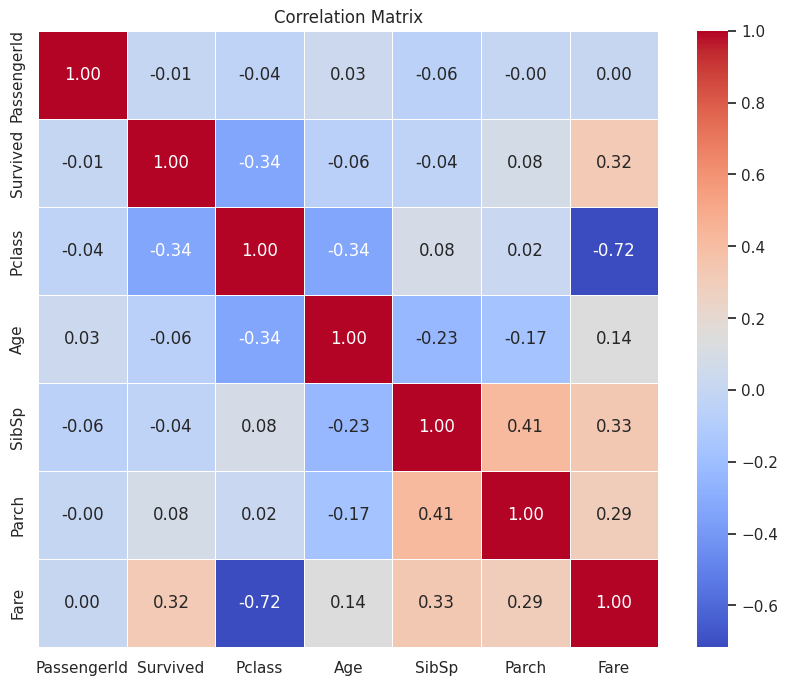 Correlation Matrix
PassengerId 1.00 -0.01 -0.04 0.03 -0.06 -0.00 0.00
Survived -0.01 1.00 -0.34 -0.06 -0.04 0.08 0.32
Pclass -0.04 -0.34 1.00 -0.34 0.08 0.02 -0.72
Age 0.03 -0.06 -0.34 1.00 -0.23 -0.17 0.14
SibSp -0.06 -0.04 0.08 -0.23 1.00 0.41 0.33
Parch -0.00 0.08 0.02 -0.17 0.41 1.00 0.29
Fare 0.00 0.32 -0.72 0.14 0.33 0.29 1.00
PassengerId Survived Pclass Age SibSp Parch Fare
1.0
0.8
0.6
0.4
0.2
0.0
−0.2
−0.4
−0.6